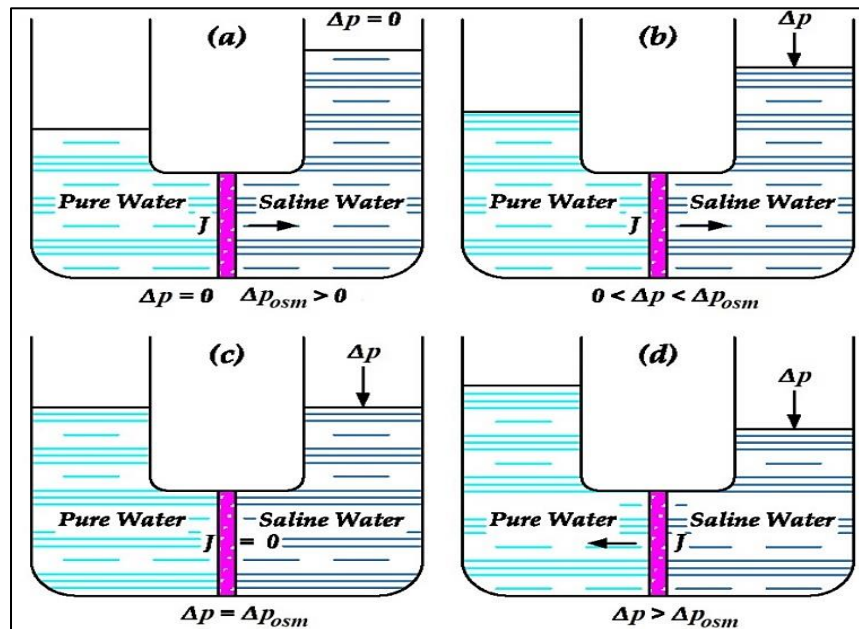 (a)
Δp = 0
Pure Water
Saline Water
J
Δp = 0
Δp_osm > 0
(b)
Δp
Pure Water
Saline Water
J
0 < Δp < Δp_osm
(c)
Δp
Pure Water
Saline Water
J = 0
Δp = Δp_osm
(d)
Δp
Pure Water
Saline Water
J
Δp > Δp_osm